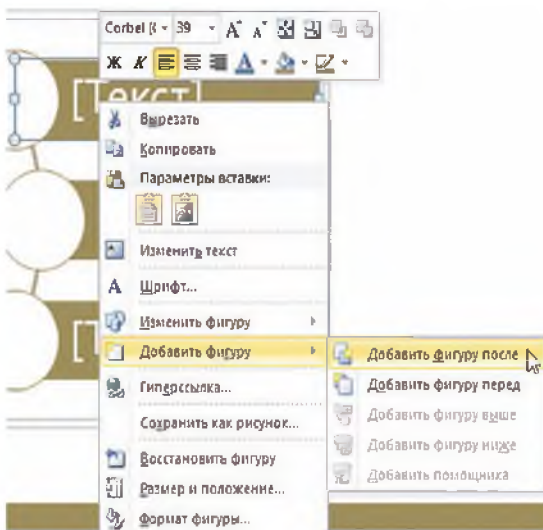 Corbel (К 39 А А
Ж К А
[Текст]
Вырезать
Копировать
Параметры вставки:
Изменить текст
А Шрифт...
Изменить фигуру
Добавить фигуру
Добавить фигуру после
Гиперссылка...
Добавить фигуру перед
Сохранить как рисунок...
Добавить фигуру выше
Восстановить фигуру
Добавить фигуру ниже
Размер и положение...
Добавить помощника
Формат фигуры...